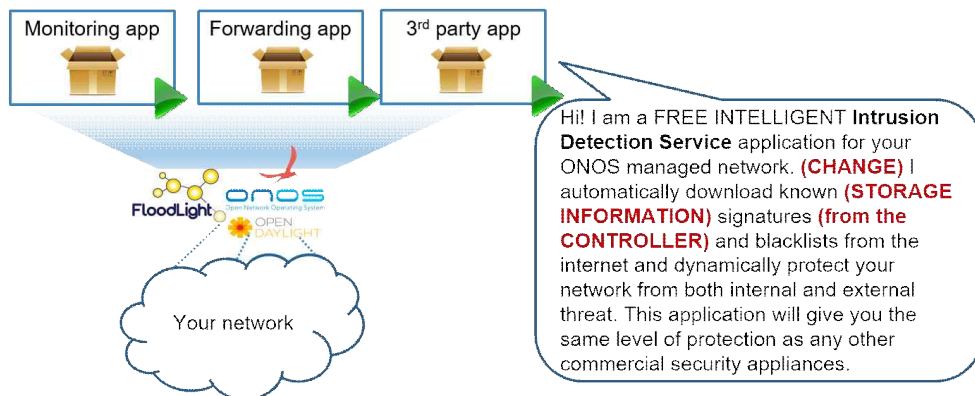 Monitoring app
Forwarding app
3rd party app
Hi! I am a FREE INTELLIGENT Intrusion
Detection Service application for your
ONOS managed network. (CHANGE) I
automatically download known (STORAGE
INFORMATION) signatures (from the
CONTROLLER) and blacklists from the
internet and dynamically protect your
network from both internal and external
threat. This application will give you the
same level of protection as any other
commercial security appliances.
FloodLight
onos
Open Network Operating System
OPEN
DAYLIGHT
Your network